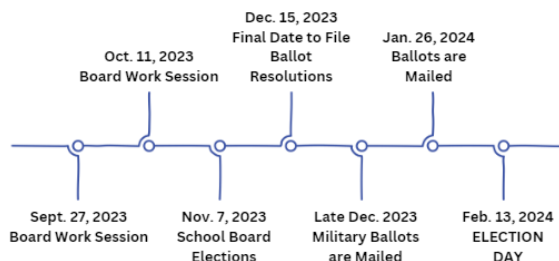 Dec. 15, 2023
Final Date to File
Ballot
Resolutions
Oct. 11, 2023
Board Work Session
Jan. 26, 2024
Ballots are
Mailed
Sept. 27, 2023
Board Work Session
Nov. 7, 2023
School Board
Elections
Late Dec. 2023
Military Ballots
are Mailed
Feb. 13, 2024
ELECTION
DAY